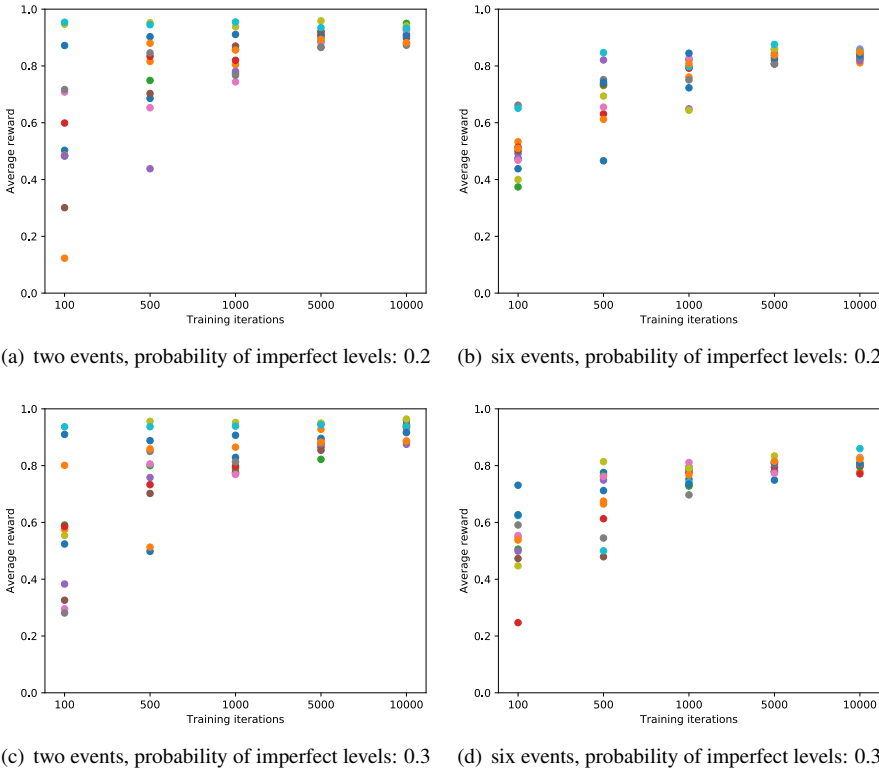 1.0
0.8
0.6
0.4
0.2
0.0
Average reward
100 500 1000 5000 10000
Training iterations
(a) two events, probability of imperfect levels: 0.2
1.0
0.8
0.6
0.4
0.2
0.0
Average reward
100 500 1000 5000 10000
Training iterations
(b) six events, probability of imperfect levels: 0.2
1.0
0.8
0.6
0.4
0.2
0.0
Average reward
100 500 1000 5000 10000
Training iterations
(c) two events, probability of imperfect levels: 0.3
1.0
0.8
0.6
0.4
0.2
0.0
Average reward
100 500 1000 5000 10000
Training iterations
(d) six events, probability of imperfect levels: 0.3